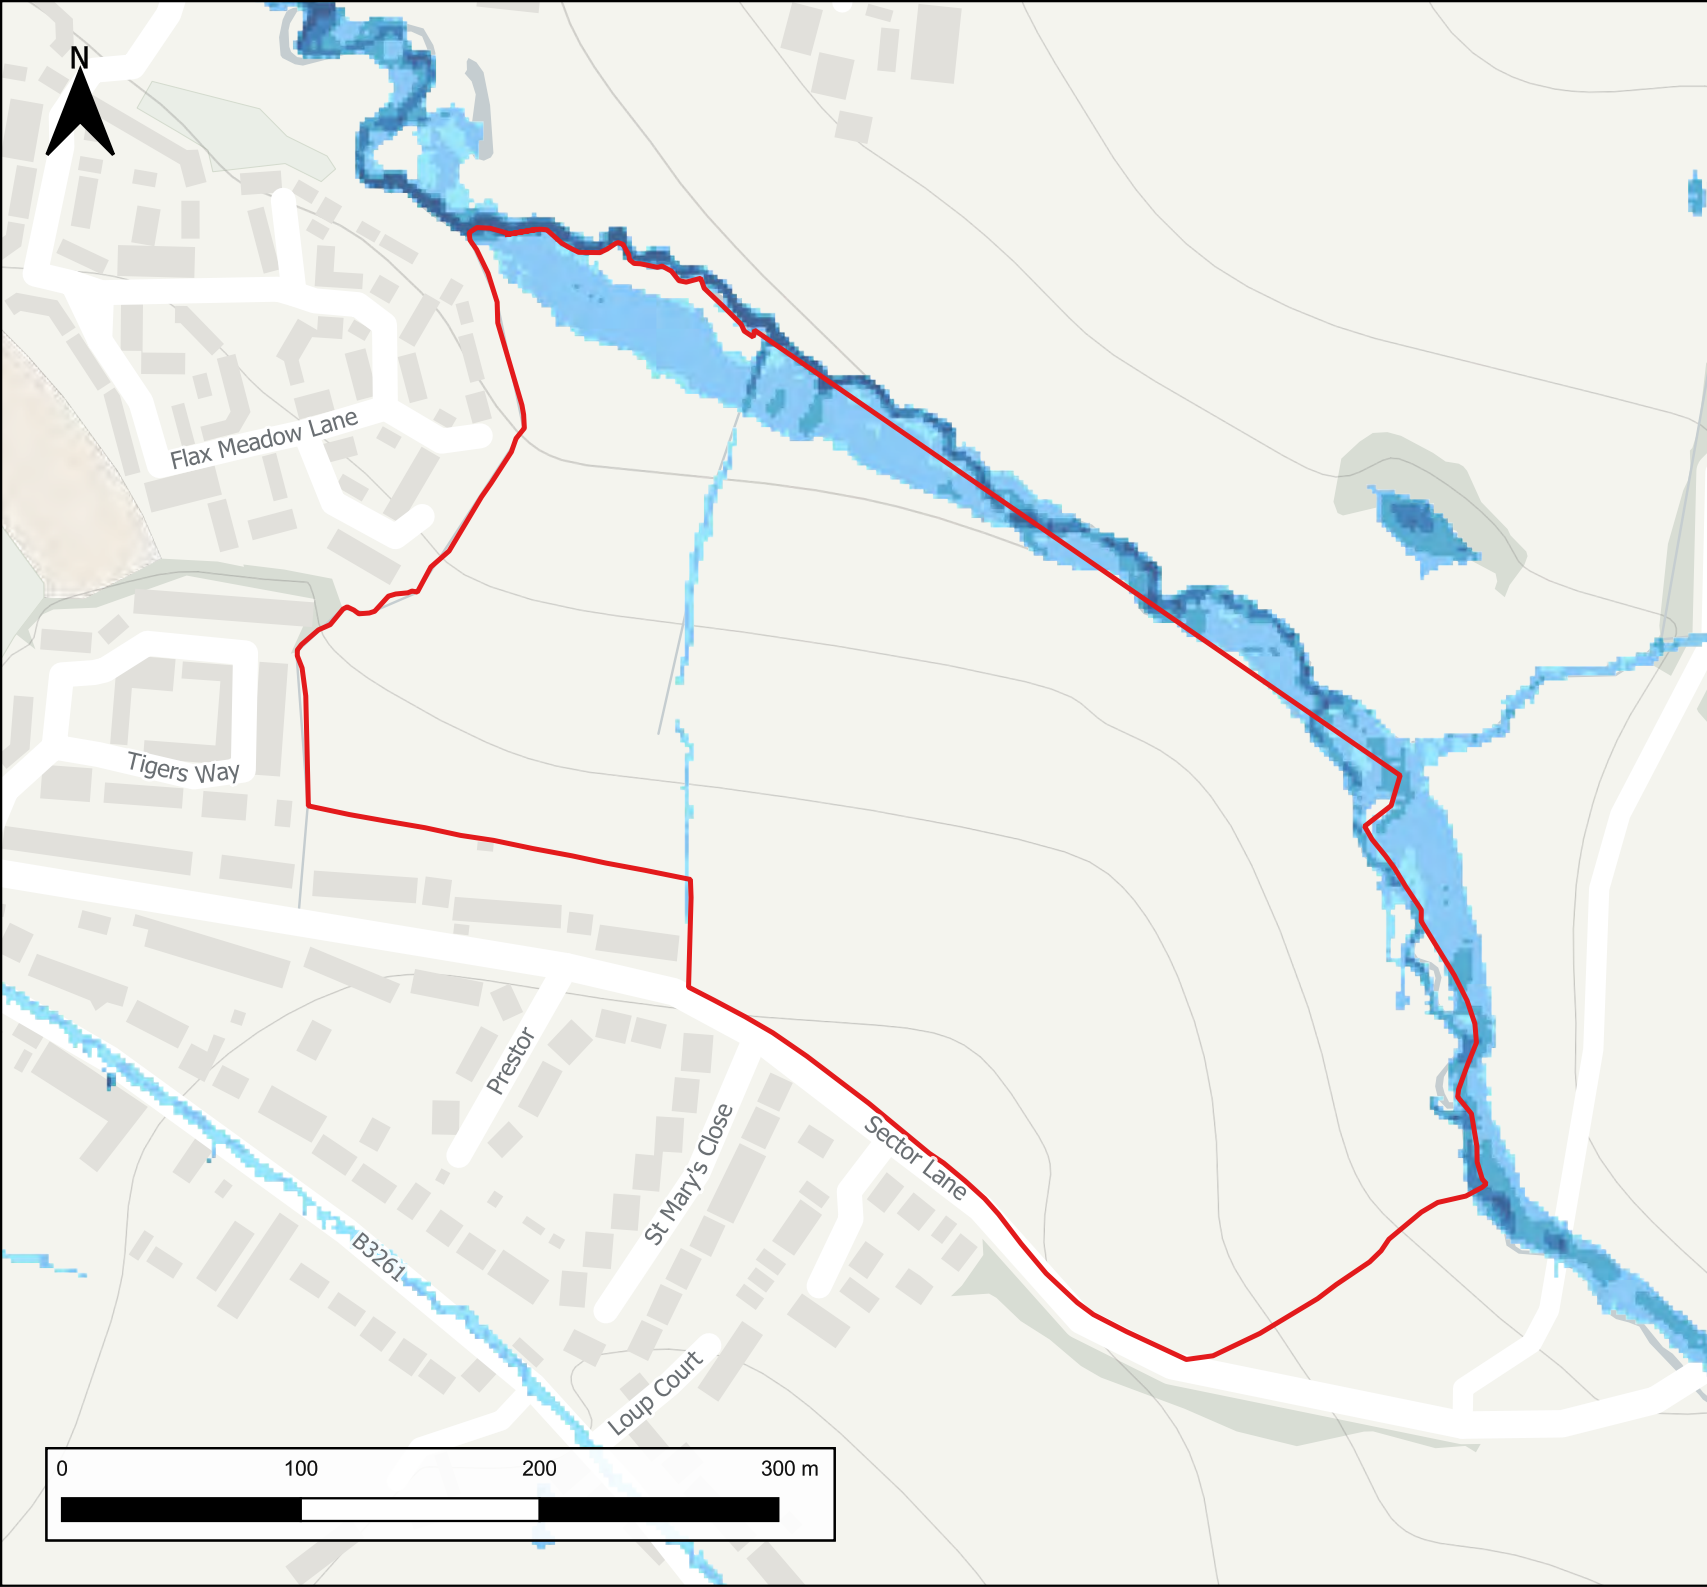 N
Flax Meadow Lane
Tigers Way
Prestor
St Mary's Close
Sector Lane
B3261
Loup Court
0 100 200 300 m